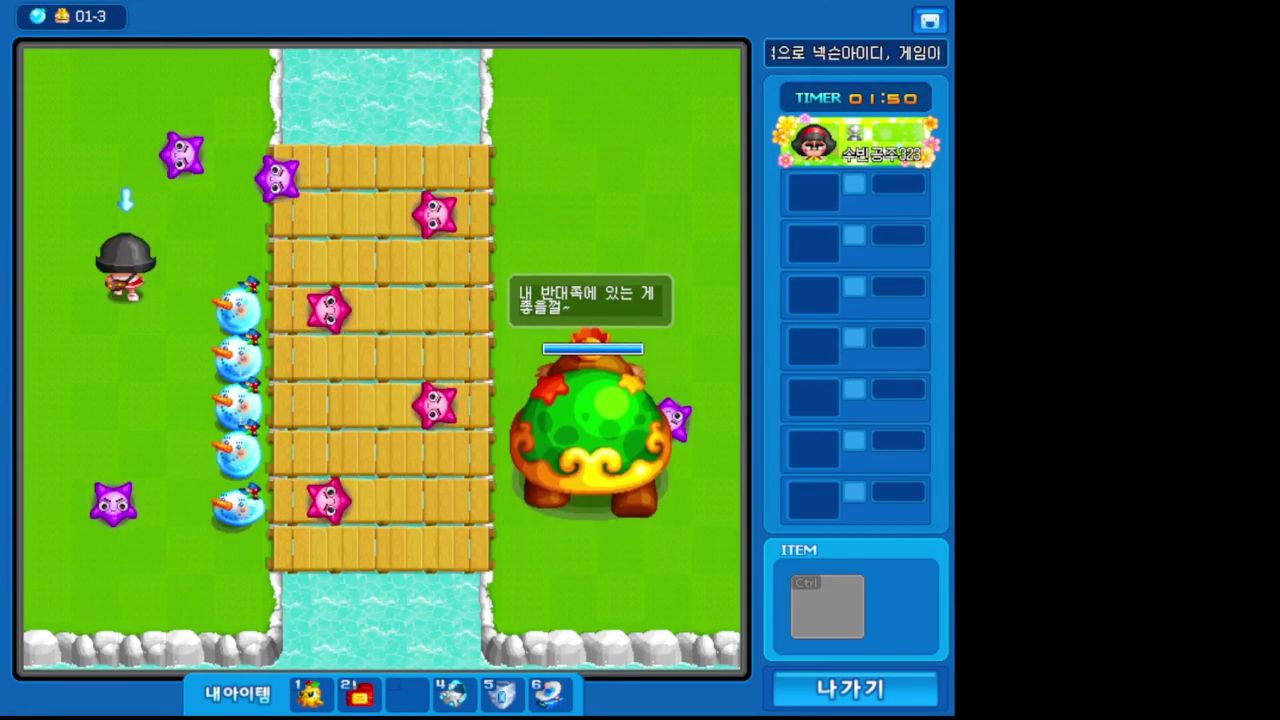 01-3
으로 넥슨아이디, 게임이
TIMER 01:50
수빈공주323
내 반대쪽에 있는 게
좋을껄~
ITEM
Ctrl
내아이템 1 2 4 5 6
나가기